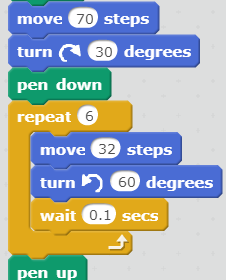 move 70 steps
turn 30 degrees
pen down
repeat 6
move 32 steps
turn 60 degrees
wait 0.1 secs
pen up